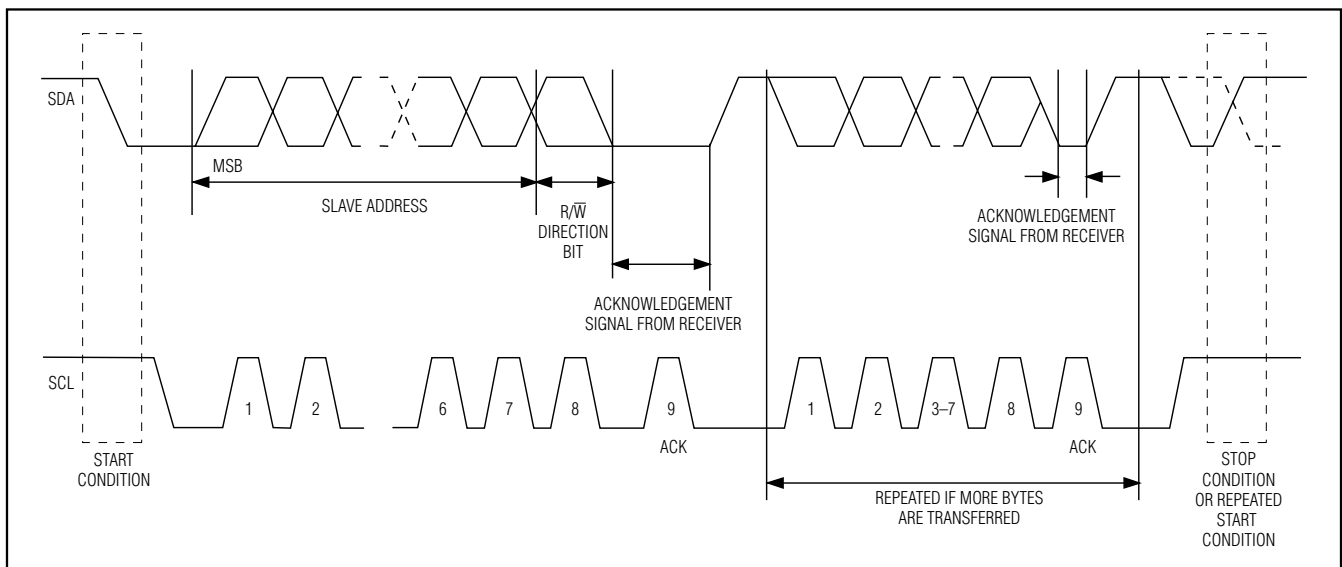 SDA
MSB
SLAVE ADDRESS
R/W̅
DIRECTION
BIT
ACKNOWLEDGEMENT
SIGNAL FROM RECEIVER
ACKNOWLEDGEMENT
SIGNAL FROM RECEIVER
SCL
1 2 6 7 8 9 1 2 3–7 8 9
ACK ACK
START
CONDITION
REPEATED IF MORE BYTES
ARE TRANSFERRED
STOP
CONDITION
OR REPEATED
START
CONDITION